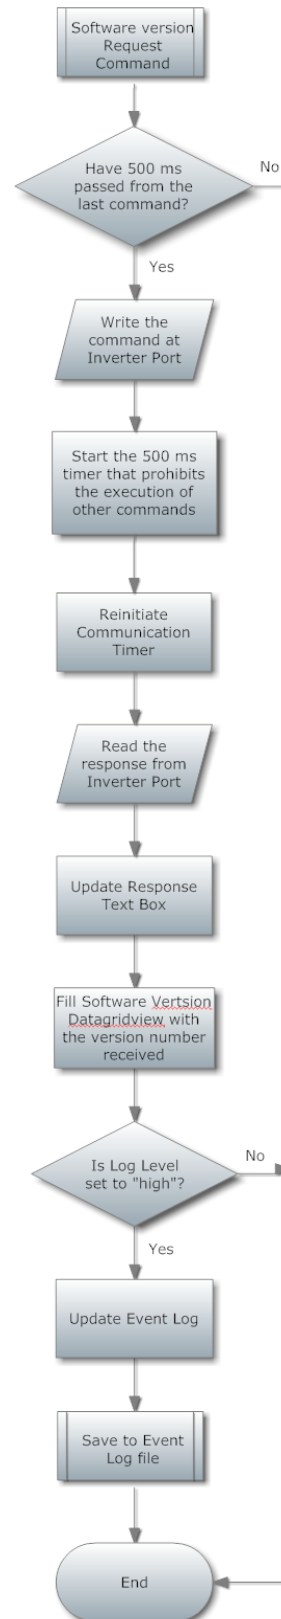 Software version
Request
Command
Have 500 ms
passed from the
last command?
No
Yes
Write the
command at
Inverter Port
Start the 500 ms
timer that prohibits
the execution of
other commands
Reinitiate
Communication
Timer
Read the
response from
Inverter Port
Update Response
Text Box
Fill Software Vertsion
Datagridview with
the version number
received
Is Log Level
set to "high"?
No
Yes
Update Event Log
Save to Event
Log file
End